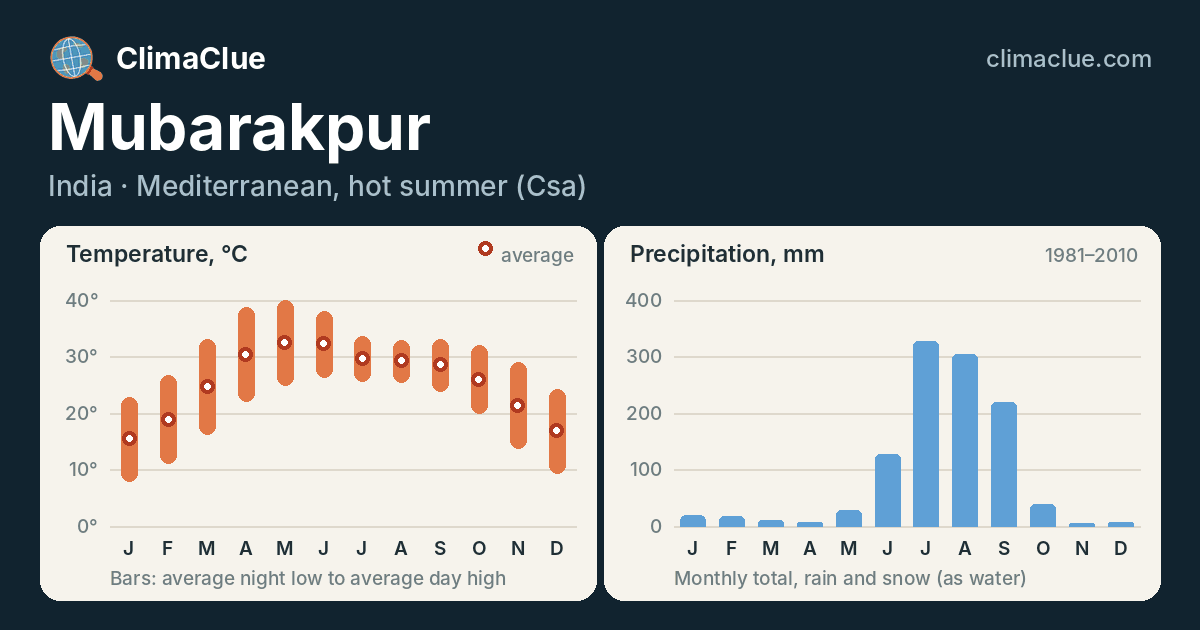 ClimaClue
climaclue.com
Mubarakpur
India · Mediterranean, hot summer (Csa)
Temperature, °C
average
40°
30°
20°
10°
0°
J F M A M J J A S O N D
Bars: average night low to average day high
Precipitation, mm
1981–2010
400
300
200
100
0
J F M A M J J A S O N D
Monthly total, rain and snow (as water)